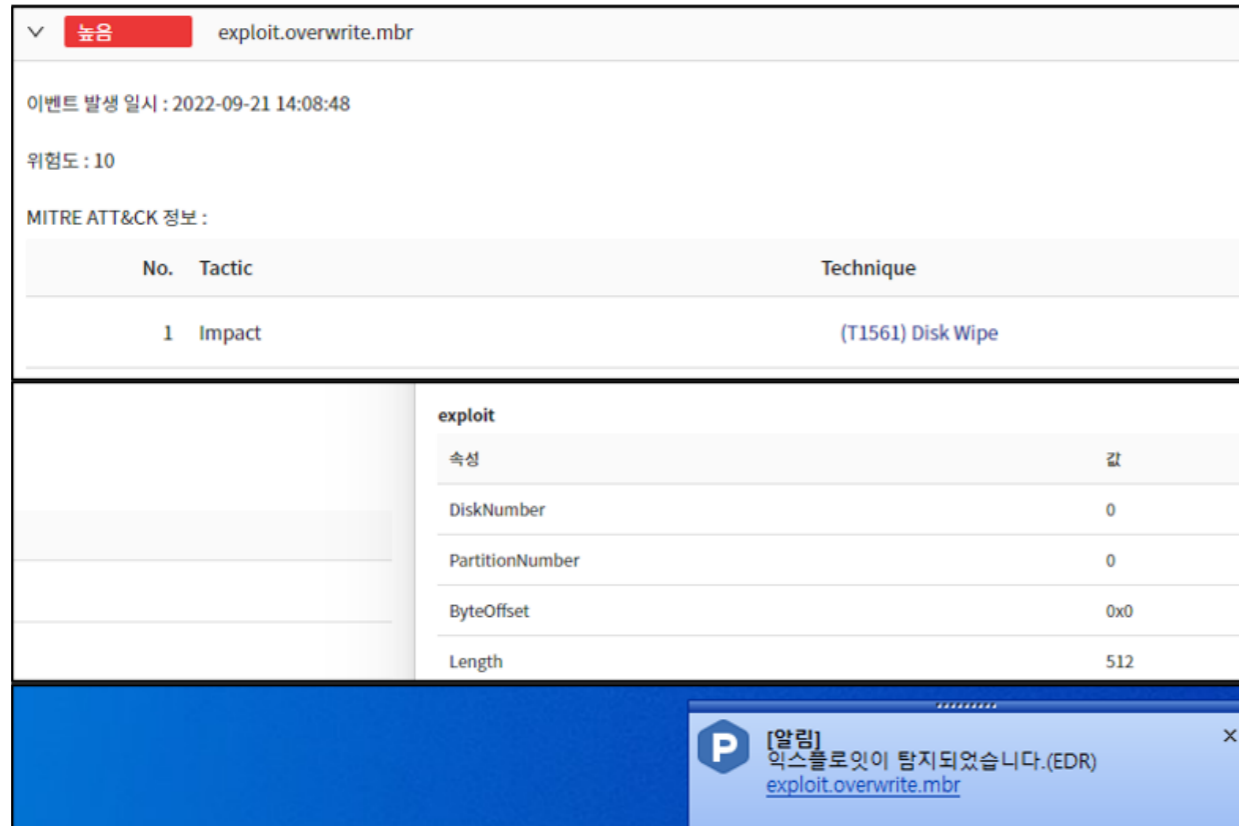 높음 exploit.overwrite.mbr
이벤트 발생 일시 : 2022-09-21 14:08:48
위험도 : 10
MITRE ATT&CK 정보 :
No. Tactic Technique
1 Impact (T1561) Disk Wipe
exploit
속성 값
DiskNumber 0
PartitionNumber 0
ByteOffset 0x0
Length 512
P
[알림]
익스플로잇이 탐지되었습니다.(EDR)
exploit.overwrite.mbr